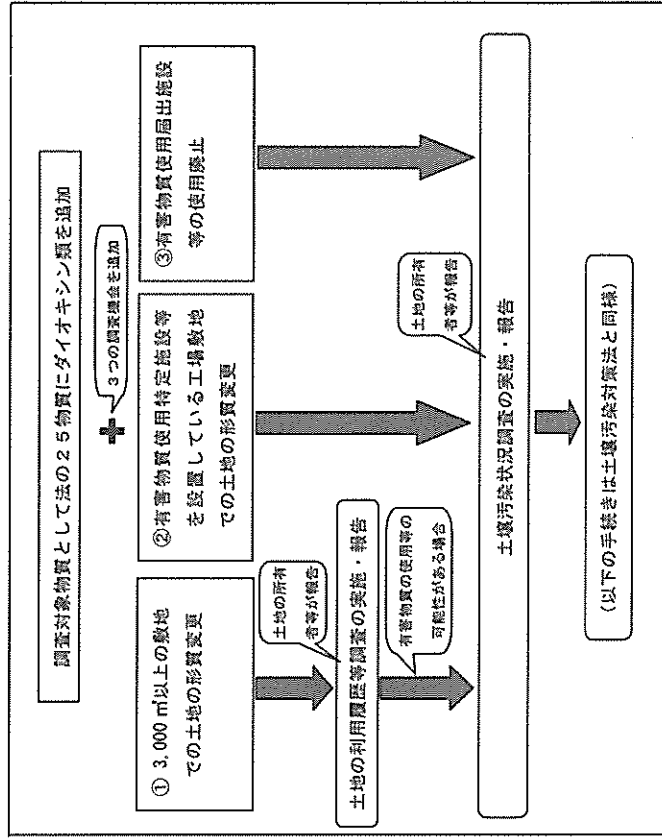 調査対象物質として法の25物質にダイオキシン類を追加
3つの調査機会を追加
① 3,000㎡以上の敷地
での土地の形質変更
②有害物質使用特定施設等
を設置している工場敷地
での土地の形質変更
③有害物質使用届出施設
等の使用廃止
土地の所有
者等が報告
土地の利用履歴等調査の実施・報告
有害物質の使用等の
可能性がある場合
土地の所有
者等が報告
土壌汚染状況調査の実施・報告
(以下の手続きは土壌汚染対策法と同様)